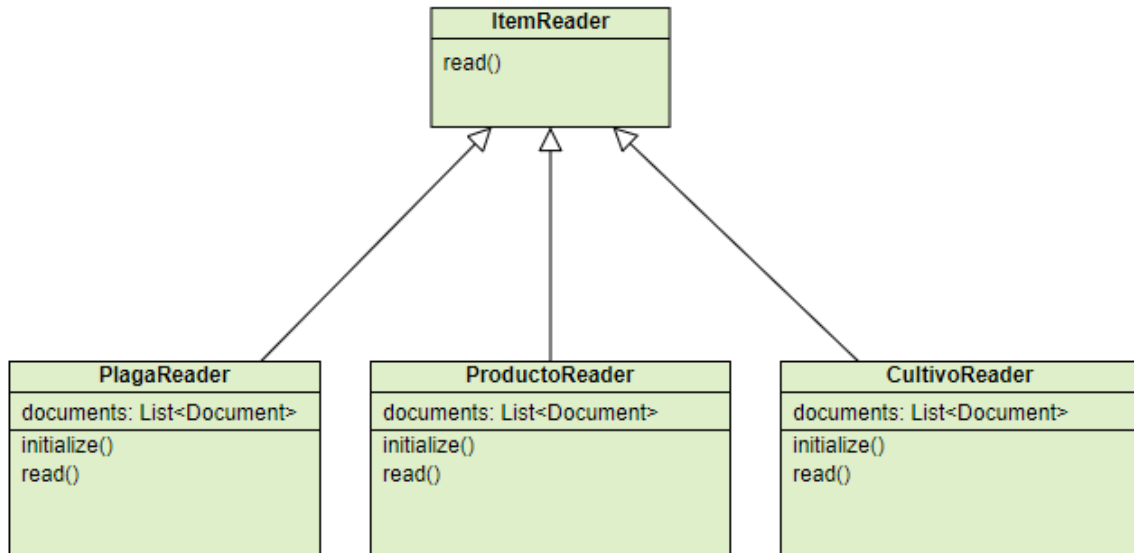 ItemReader
read()
PlagaReader
documents: List<Document>
initialize()
read()
ProductoReader
documents: List<Document>
initialize()
read()
CultivoReader
documents: List<Document>
initialize()
read()